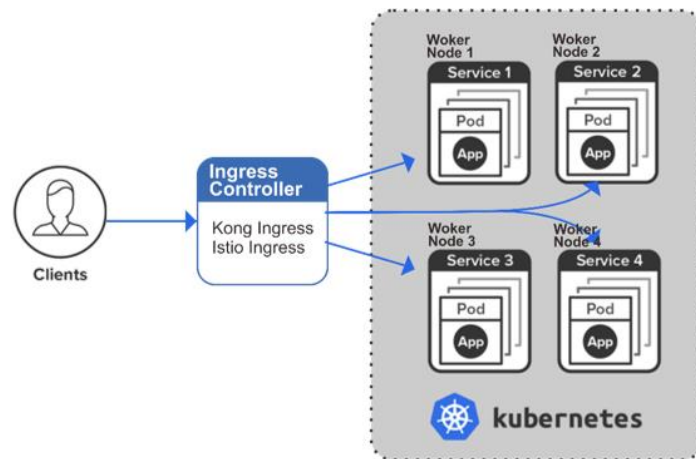 Clients
Ingress
Controller
Kong Ingress
Istio Ingress
Woker
Node 1
Service 1
Pod
App
Woker
Node 2
Service 2
Pod
App
Woker
Node 3
Service 3
Pod
App
Woker
Node 4
Service 4
Pod
App
kubernetes